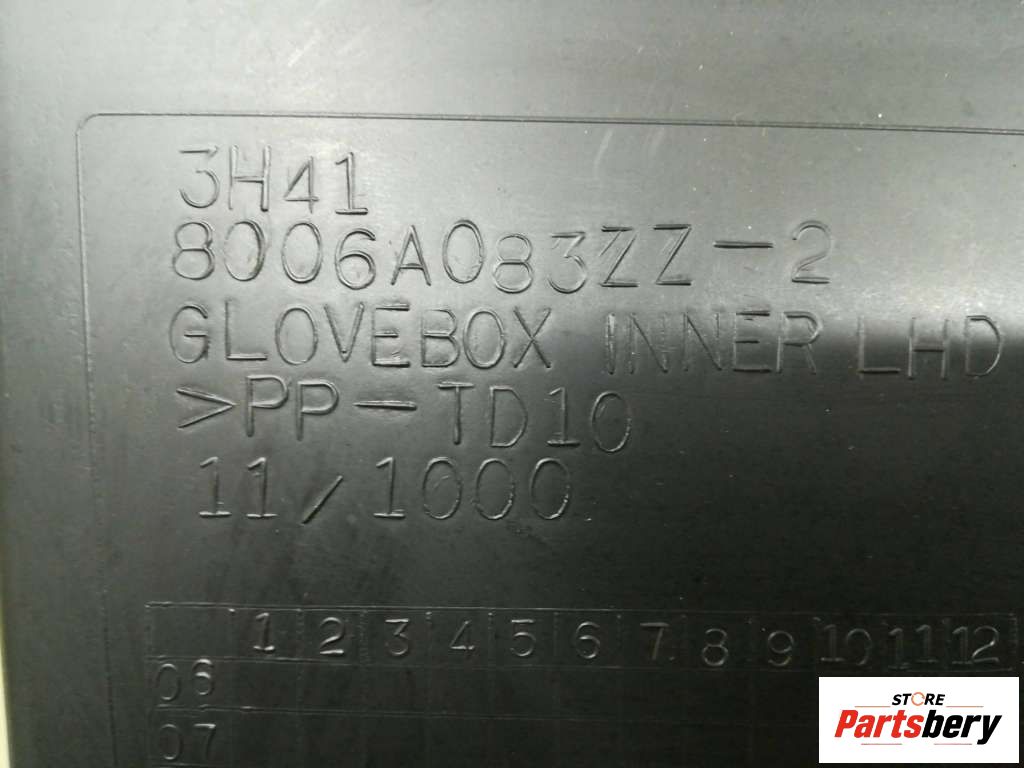 3H41
8006A083ZZ-2
GLOVEBOX INNER LHD
>PP-TD10
11/1000
1 2 3 4 5 6 7 8 9 10 11 12
06
07
STORE
Partsbery